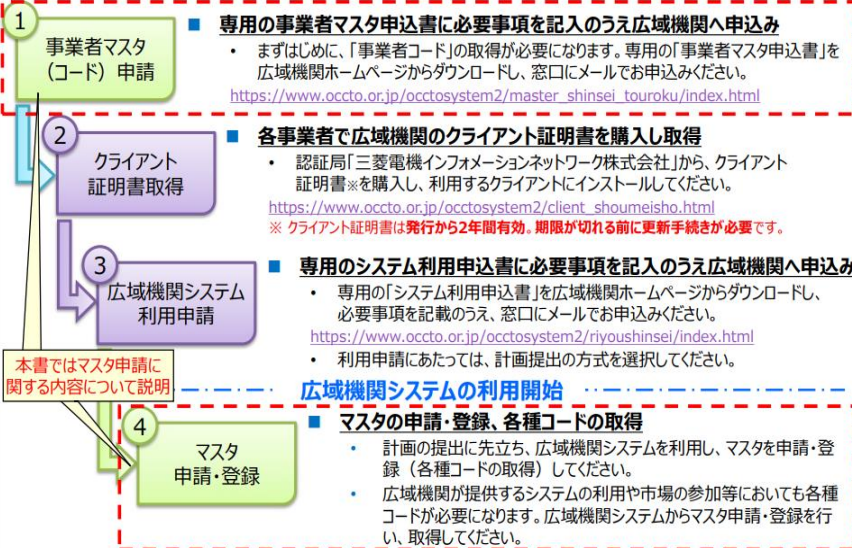 1
事業者マスタ
（コード）申請
■ 専用の事業者マスタ申込書に必要事項を記入のうえ広域機関へ申込み
• まずはじめに、「事業者コード」の取得が必要になります。専用の「事業者マスタ申込書」を
広域機関ホームページからダウンロードし、窓口にメールでお申込みください。
https://www.occto.or.jp/occtosystem2/master_shinsei_touroku/index.html
2
クライアント
証明書取得
■ 各事業者で広域機関のクライアント証明書を購入し取得
• 認証局「三菱電機インフォメーションネットワーク株式会社」から、クライアント
証明書※を購入し、利用するクライアントにインストールしてください。
https://www.occto.or.jp/occtosystem2/client_shoumeisho.html
※ クライアント証明書は発行から2年間有効。期限が切れる前に更新手続きが必要です。
3
広域機関システム
利用申請
■ 専用のシステム利用申込書に必要事項を記入のうえ広域機関へ申込み
• 専用の「システム利用申込書」を広域機関ホームページからダウンロードし、
必要事項を記載のうえ、窓口にメールでお申込みください。
https://www.occto.or.jp/occtosystem2/riyoushinsei/index.html
• 利用申請にあたっては、計画提出の方式を選択してください。
本書ではマスタ申請に
関する内容について説明
広域機関システムの利用開始
4
マスタ
申請・登録
■ マスタの申請・登録、各種コードの取得
• 計画の提出に先立ち、広域機関システムを利用し、マスタを申請・登
録（各種コードの取得）してください。
• 広域機関が提供するシステムの利用や市場の参加等においても各種
コードが必要になります。広域機関システムからマスタ申請・登録を行
い、取得してください。